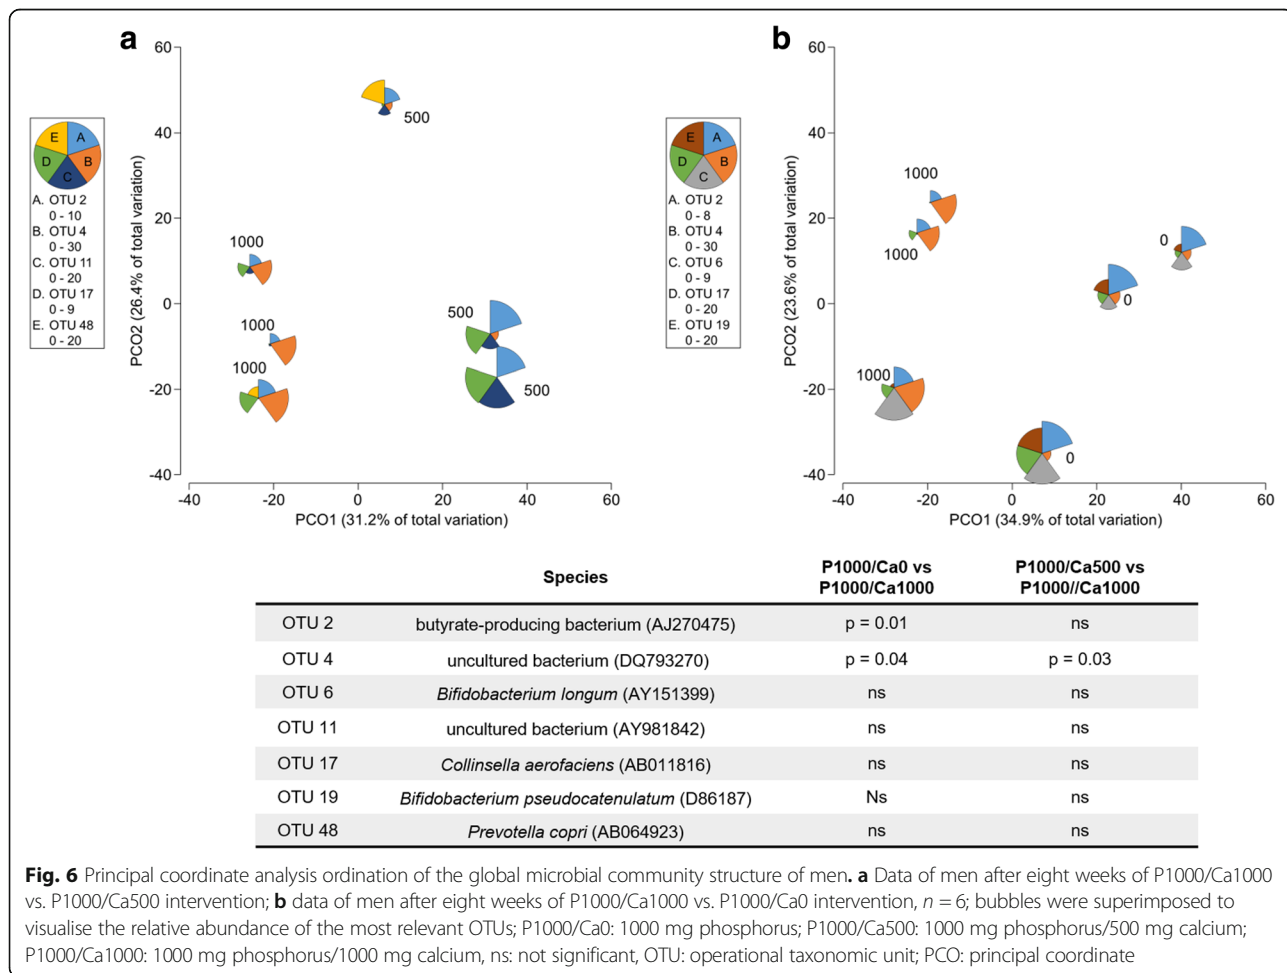 a
60
40
20
0
-20
-40
PCO2 (26.4% of total variation)
-40
-20
0
20
40
60
PCO1 (31.2% of total variation)
E
A
D
B
C
A. OTU 2
0 - 10
B. OTU 4
0 - 30
C. OTU 11
0 - 20
D. OTU 17
0 - 9
E. OTU 48
0 - 20
500
1000
1000
1000
500
500
b
60
40
20
0
-20
-40
PCO2 (23.6% of total variation)
-40
-20
0
20
40
60
PCO1 (34.9% of total variation)
E
A
D
B
C
A. OTU 2
0 - 8
B. OTU 4
0 - 30
C. OTU 6
0 - 9
D. OTU 17
0 - 20
E. OTU 19
0 - 20
1000
1000
0
0
1000
0
Species
P1000/Ca0 vs
P1000/Ca1000
P1000/Ca500 vs
P1000//Ca1000
OTU 2 butyrate-producing bacterium (AJ270475) p = 0.01 ns
OTU 4 uncultured bacterium (DQ793270) p = 0.04 p = 0.03
OTU 6 Bifidobacterium longum (AY151399) ns ns
OTU 11 uncultured bacterium (AY981842) ns ns
OTU 17 Collinsella aerofaciens (AB011816) ns ns
OTU 19 Bifidobacterium pseudocatenulatum (D86187) Ns ns
OTU 48 Prevotella copri (AB064923) ns ns
Fig. 6 Principal coordinate analysis ordination of the global microbial community structure of men. a Data of men after eight weeks of P1000/Ca1000
vs. P1000/Ca500 intervention; b data of men after eight weeks of P1000/Ca1000 vs. P1000/Ca0 intervention, n = 6; bubbles were superimposed to
visualise the relative abundance of the most relevant OTUs; P1000/Ca0: 1000 mg phosphorus; P1000/Ca500: 1000 mg phosphorus/500 mg calcium;
P1000/Ca1000: 1000 mg phosphorus/1000 mg calcium, ns: not significant, OTU: operational taxonomic unit; PCO: principal coordinate